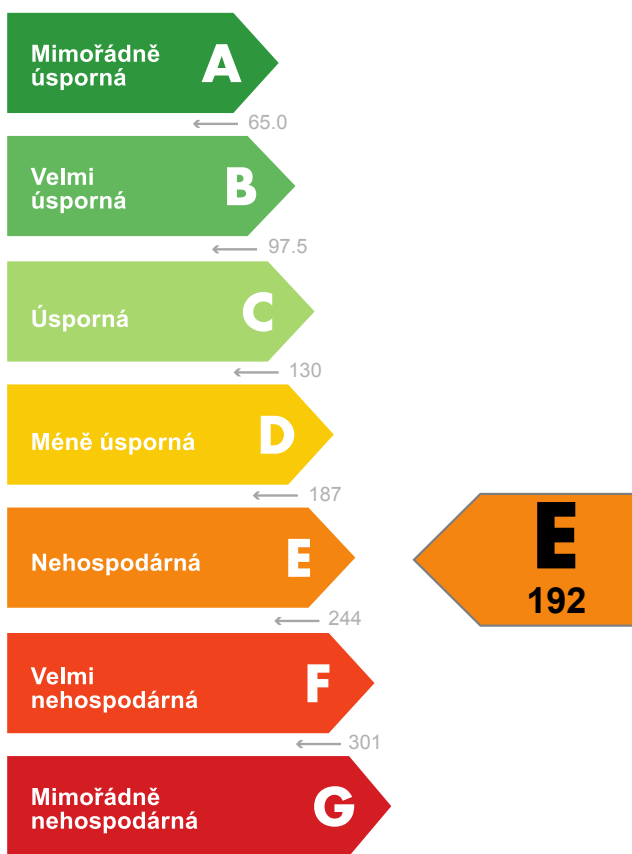 Mimořádně
úsporná
A
← 65.0
Velmi
úsporná
B
← 97.5
Úsporná
C
← 130
Méně úsporná
D
← 187
Nehospodárná
E
E
192
← 244
Velmi
nehospodárná
F
← 301
Mimořádně
nehospodárná
G